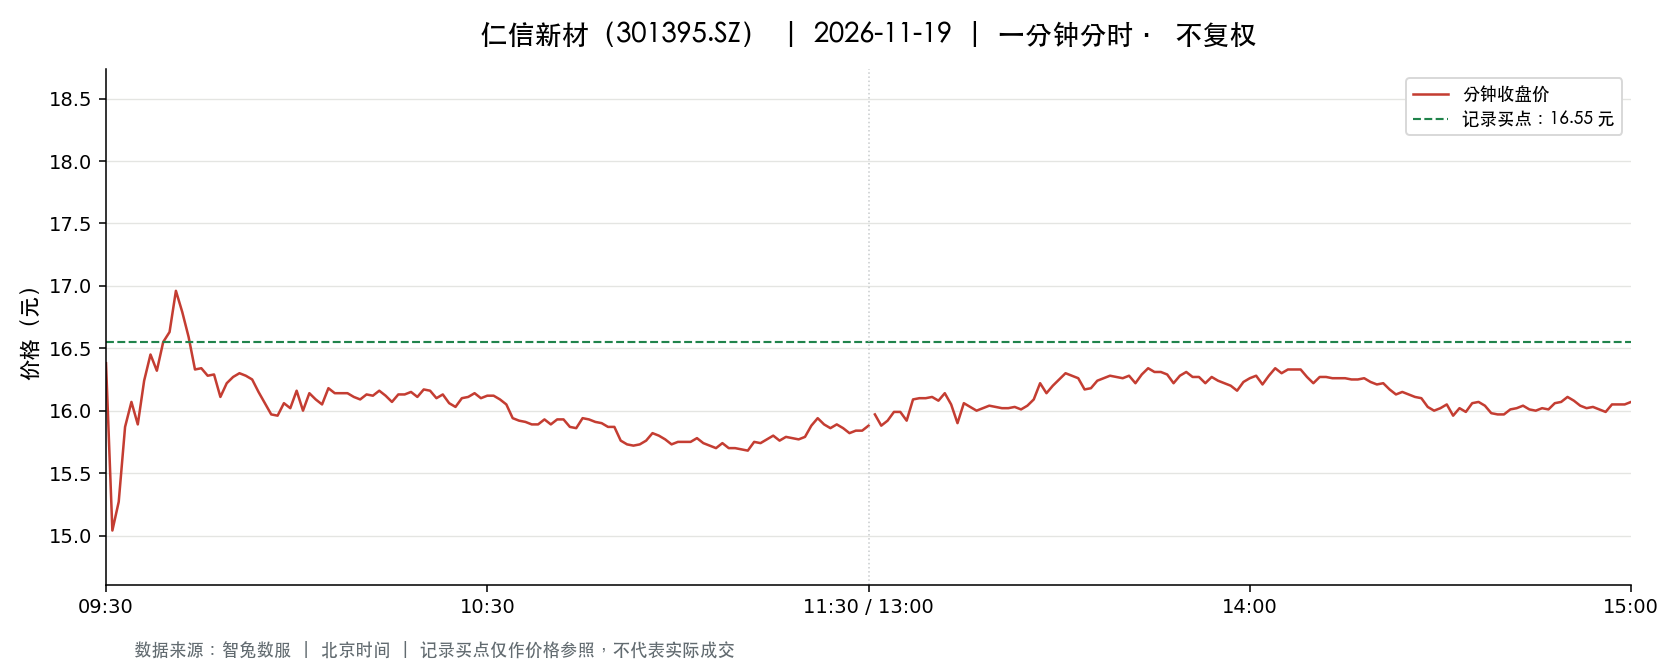 仁信新材（301395.SZ） | 2026-11-19 | 一分钟分时 · 不复权
分钟收盘价
记录买点：16.55 元
价格（元）
18.5
18.0
17.5
17.0
16.5
16.0
15.5
15.0
09:30 10:30 11:30 / 13:00 14:00 15:00
数据来源：智兔数服 | 北京时间 | 记录买点仅作价格参照，不代表实际成交